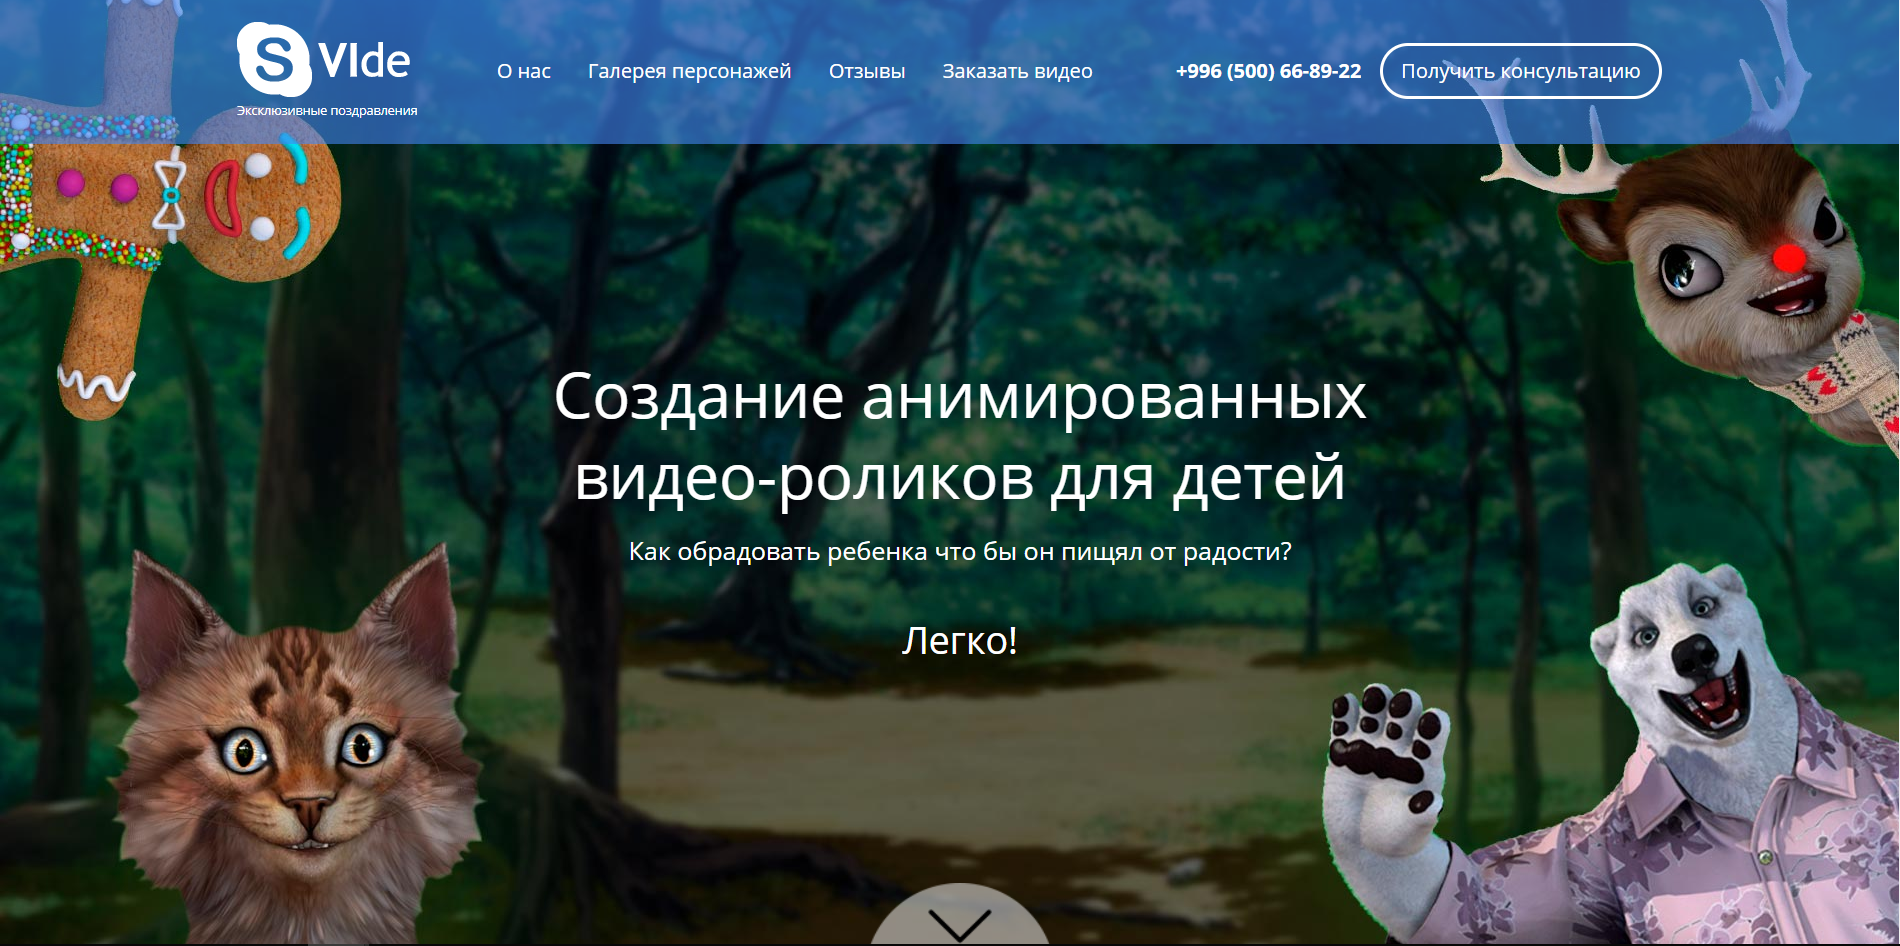 S VIde
Эксклюзивные поздравления
О нас
Галерея персонажей
Отзывы
Заказать видео
+996 (500) 66-89-22
Получить консультацию
Создание анимированных
видео-роликов для детей
Как обрадовать ребенка что бы он пищял от радости?
Легко!